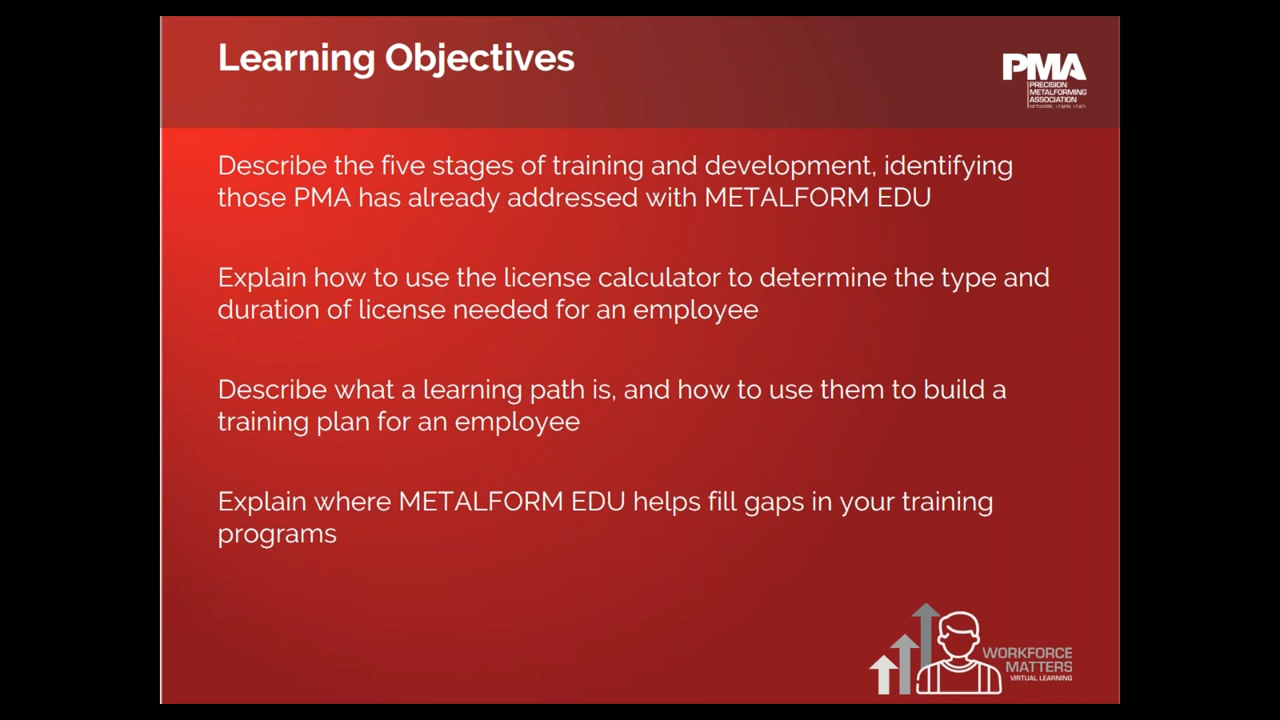 Learning Objectives
PMA
PRECISION
METALFORMING
ASSOCIATION
Describe the five stages of training and development, identifying
those PMA has already addressed with METALFORM EDU
Explain how to use the license calculator to determine the type and
duration of license needed for an employee
Describe what a learning path is, and how to use them to build a
training plan for an employee
Explain where METALFORM EDU helps fill gaps in your training
programs
WORKFORCE
MATTERS
VIRTUAL LEARNING